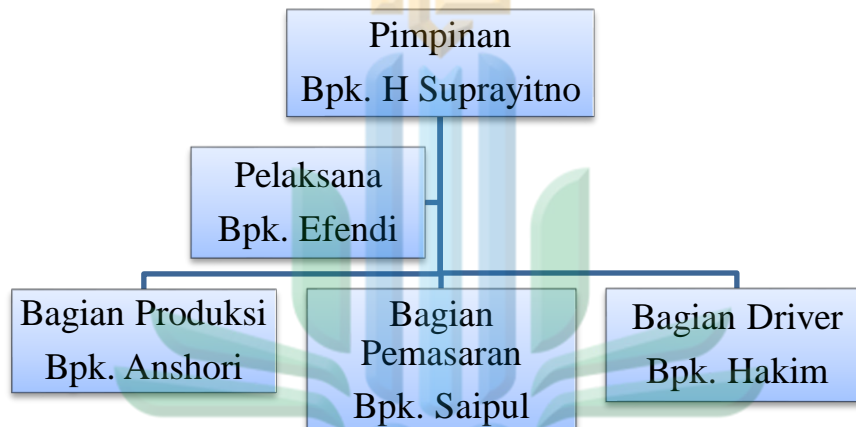 Pimpinan
Bpk. H Suprayitno
Pelaksana
Bpk. Efendi
Bagian Produksi
Bpk. Anshori
Bagian
Pemasaran
Bpk. Saipul
Bagian Driver
Bpk. Hakim